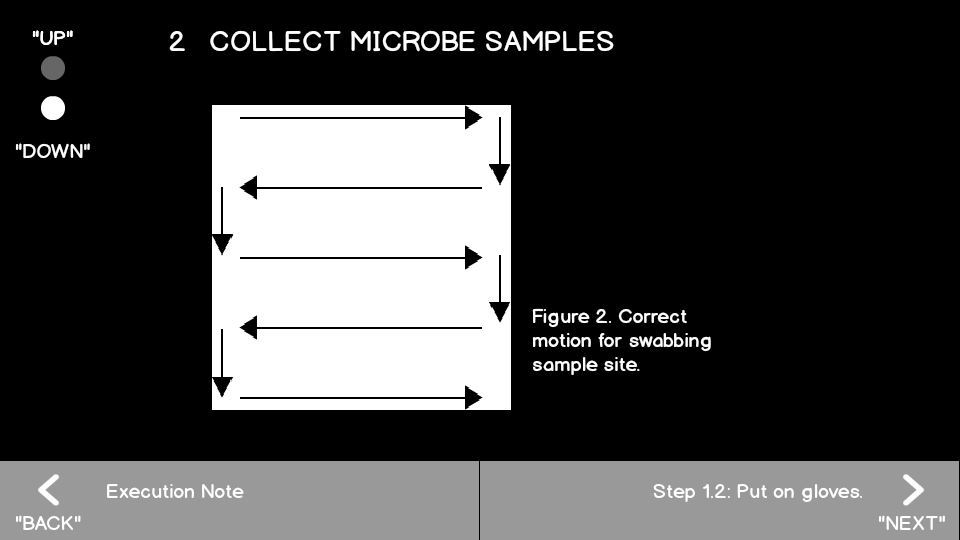 "UP"
"DOWN"
2 COLLECT MICROBE SAMPLES
Figure 2. Correct
motion for swabbing
sample site.
Execution Note
"BACK"
Step 1.2: Put on gloves.
"NEXT"